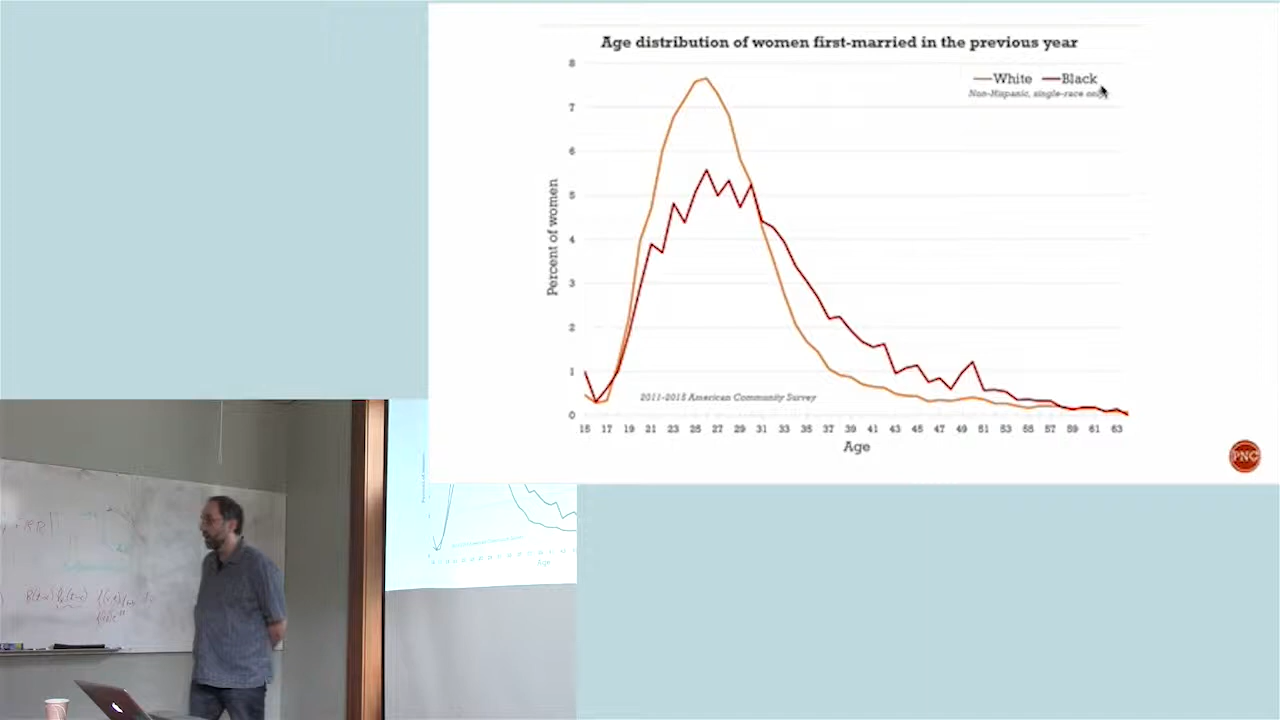 Age distribution of women first-married in the previous year
White Black
Non-Hispanic, single-race only
Percent of women
8
7
6
5
4
3
2
1
0
2011-2015 American Community Survey
15 16 17 19 21 23 25 27 29 31 33 35 37 39 41 43 45 47 49 51 53 55 57 59 61 63
Age
PNC
Age